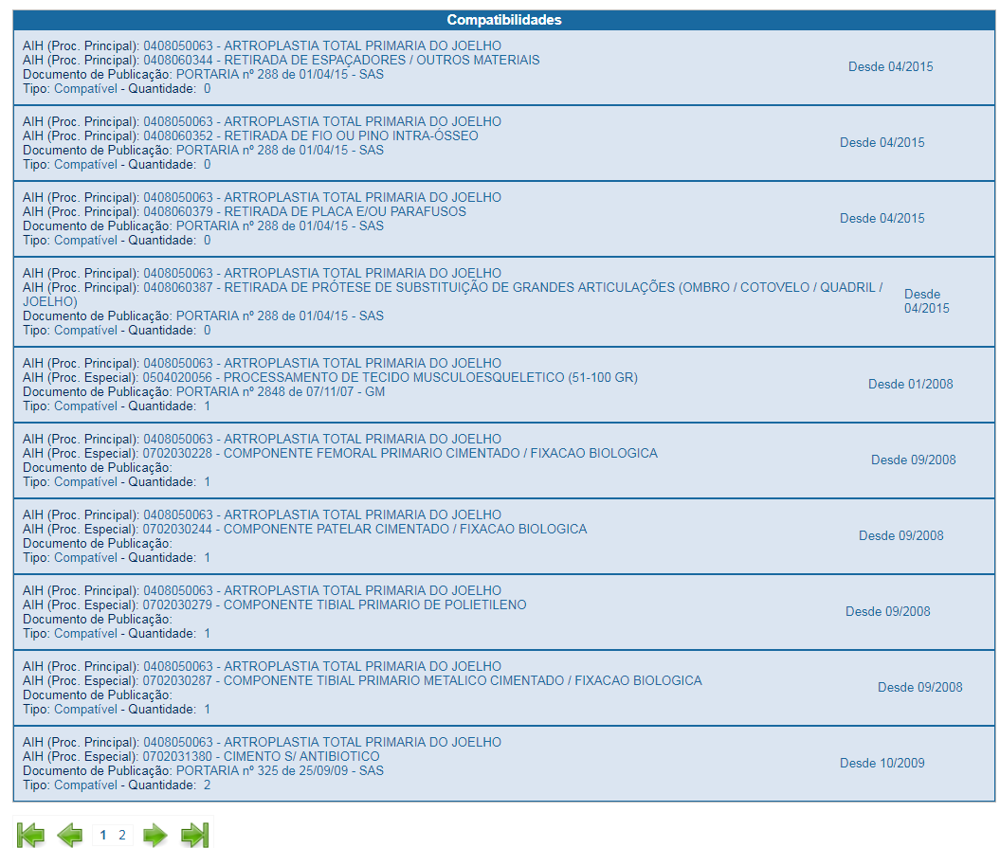 Compatibilidades
AIH (Proc. Principal): 0408050063 - ARTROPLASTIA TOTAL PRIMARIA DO JOELHO
AIH (Proc. Principal): 0408060344 - RETIRADA DE ESPAÇADORES / OUTROS MATERIAIS
Documento de Publicação: PORTARIA nº 288 de 01/04/15 - SAS
Tipo: Compatível - Quantidade: 0
Desde 04/2015
AIH (Proc. Principal): 0408050063 - ARTROPLASTIA TOTAL PRIMARIA DO JOELHO
AIH (Proc. Principal): 0408060352 - RETIRADA DE FIO OU PINO INTRA-ÓSSEO
Documento de Publicação: PORTARIA nº 288 de 01/04/15 - SAS
Tipo: Compatível - Quantidade: 0
Desde 04/2015
AIH (Proc. Principal): 0408050063 - ARTROPLASTIA TOTAL PRIMARIA DO JOELHO
AIH (Proc. Principal): 0408060379 - RETIRADA DE PLACA E/OU PARAFUSOS
Documento de Publicação: PORTARIA nº 288 de 01/04/15 - SAS
Tipo: Compatível - Quantidade: 0
Desde 04/2015
AIH (Proc. Principal): 0408050063 - ARTROPLASTIA TOTAL PRIMARIA DO JOELHO
AIH (Proc. Principal): 0408060387 - RETIRADA DE PRÓTESE DE SUBSTITUIÇÃO DE GRANDES ARTICULAÇÕES (OMBRO / COTOVELO / QUADRIL /
JOELHO)
Documento de Publicação: PORTARIA nº 288 de 01/04/15 - SAS
Tipo: Compatível - Quantidade: 0
Desde
04/2015
AIH (Proc. Principal): 0408050063 - ARTROPLASTIA TOTAL PRIMARIA DO JOELHO
AIH (Proc. Especial): 0504020056 - PROCESSAMENTO DE TECIDO MUSCULOESQUELETICO (51-100 GR)
Documento de Publicação: PORTARIA nº 2848 de 07/11/07 - GM
Tipo: Compatível - Quantidade: 1
Desde 01/2008
AIH (Proc. Principal): 0408050063 - ARTROPLASTIA TOTAL PRIMARIA DO JOELHO
AIH (Proc. Especial): 0702030228 - COMPONENTE FEMORAL PRIMARIO CIMENTADO / FIXACAO BIOLOGICA
Documento de Publicação:
Tipo: Compatível - Quantidade: 1
Desde 09/2008
AIH (Proc. Principal): 0408050063 - ARTROPLASTIA TOTAL PRIMARIA DO JOELHO
AIH (Proc. Especial): 0702030244 - COMPONENTE PATELAR CIMENTADO / FIXACAO BIOLOGICA
Documento de Publicação:
Tipo: Compatível - Quantidade: 1
Desde 09/2008
AIH (Proc. Principal): 0408050063 - ARTROPLASTIA TOTAL PRIMARIA DO JOELHO
AIH (Proc. Especial): 0702030279 - COMPONENTE TIBIAL PRIMARIO DE POLIETILENO
Documento de Publicação:
Tipo: Compatível - Quantidade: 1
Desde 09/2008
AIH (Proc. Principal): 0408050063 - ARTROPLASTIA TOTAL PRIMARIA DO JOELHO
AIH (Proc. Especial): 0702030287 - COMPONENTE TIBIAL PRIMARIO METALICO CIMENTADO / FIXACAO BIOLOGICA
Documento de Publicação:
Tipo: Compatível - Quantidade: 1
Desde 09/2008
AIH (Proc. Principal): 0408050063 - ARTROPLASTIA TOTAL PRIMARIA DO JOELHO
AIH (Proc. Especial): 0702031380 - CIMENTO S/ ANTIBIOTICO
Documento de Publicação: PORTARIA nº 325 de 25/09/09 - SAS
Tipo: Compatível - Quantidade: 2
Desde 10/2009
1 2